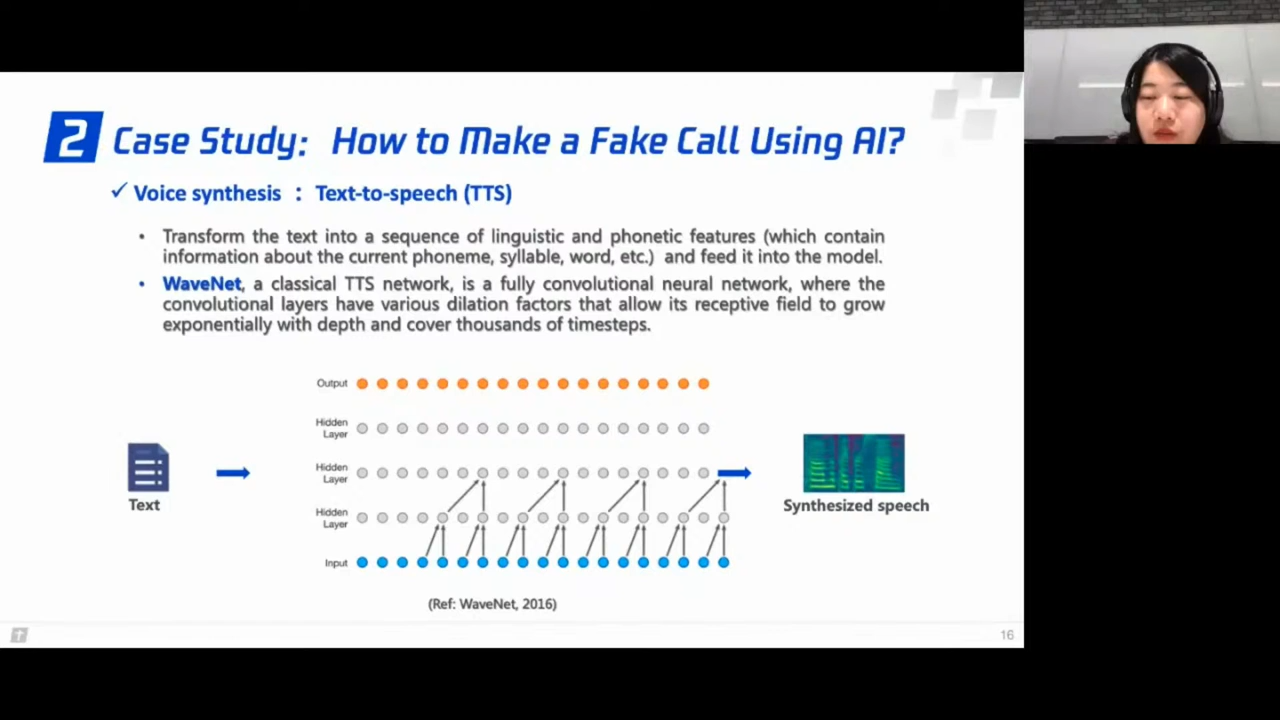 2 Case Study: How to Make a Fake Call Using AI?
✓ Voice synthesis : Text-to-speech (TTS)
• Transform the text into a sequence of linguistic and phonetic features (which contain
information about the current phoneme, syllable, word, etc.) and feed it into the model.
• WaveNet, a classical TTS network, is a fully convolutional neural network, where the
convolutional layers have various dilation factors that allow its receptive field to grow
exponentially with depth and cover thousands of timesteps.
Output
Hidden
Layer
Hidden
Layer
Hidden
Layer
Input
Text
Synthesized speech
(Ref: WaveNet, 2016)
16